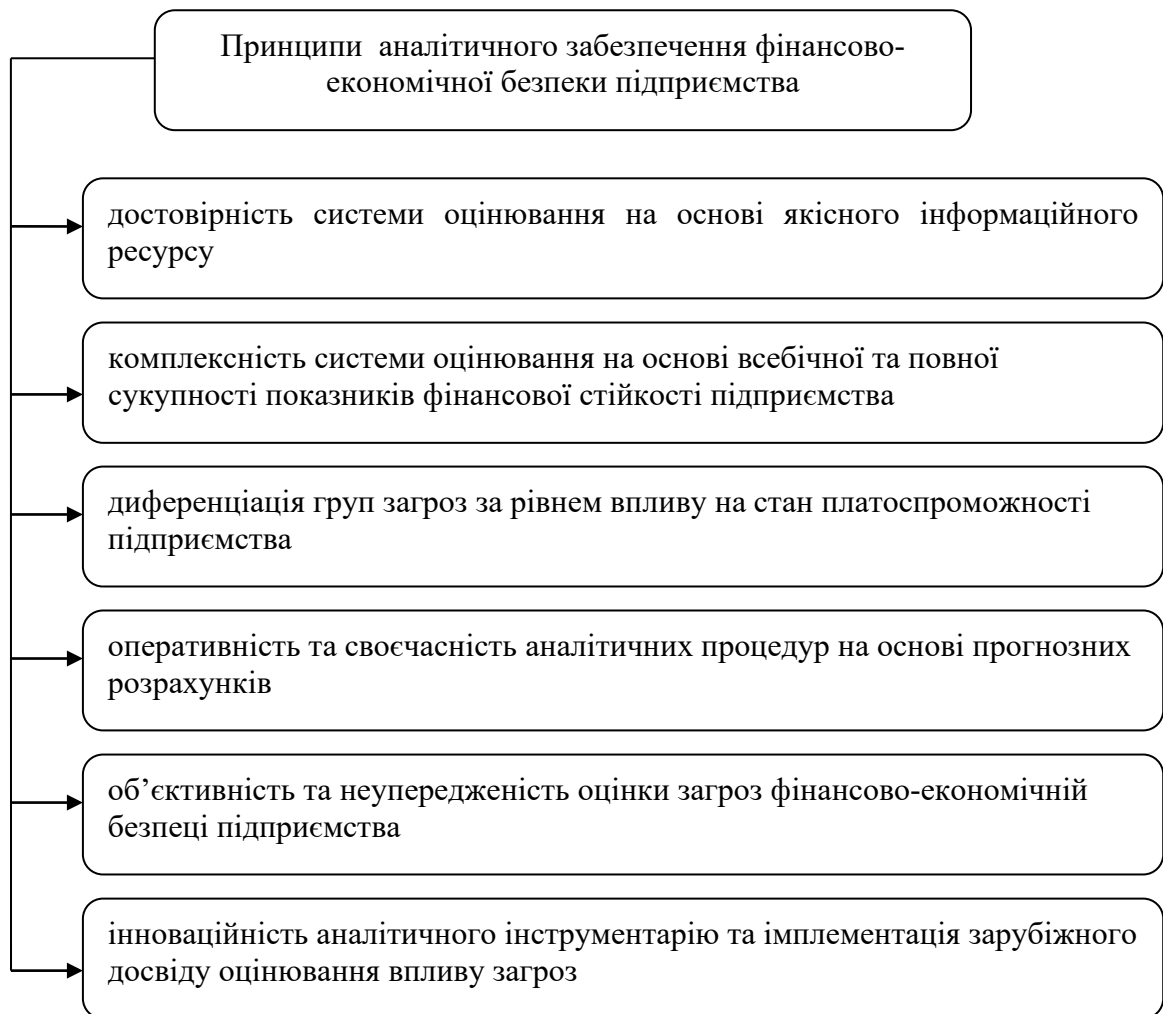 Принципи аналітичного забезпечення фінансово-
економічної безпеки підприємства
достовірність системи оцінювання на основі якісного інформаційного
ресурсу
комплексність системи оцінювання на основі всебічної та повної
сукупності показників фінансової стійкості підприємства
диференціація груп загроз за рівнем впливу на стан платоспроможності
підприємства
оперативність та своєчасність аналітичних процедур на основі прогнозних
розрахунків
об’єктивність та неупередженість оцінки загроз фінансово-економічній
безпеці підприємства
інноваційність аналітичного інструментарію та імплементація зарубіжного
досвіду оцінювання впливу загроз